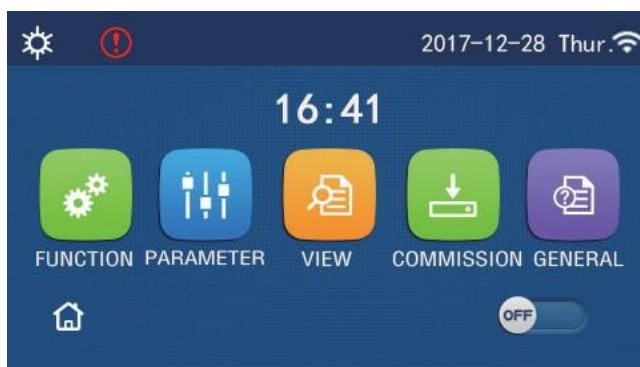 2017-12-28 Thur.
16:41
FUNCTION PARAMETER VIEW COMMISSION GENERAL
OFF